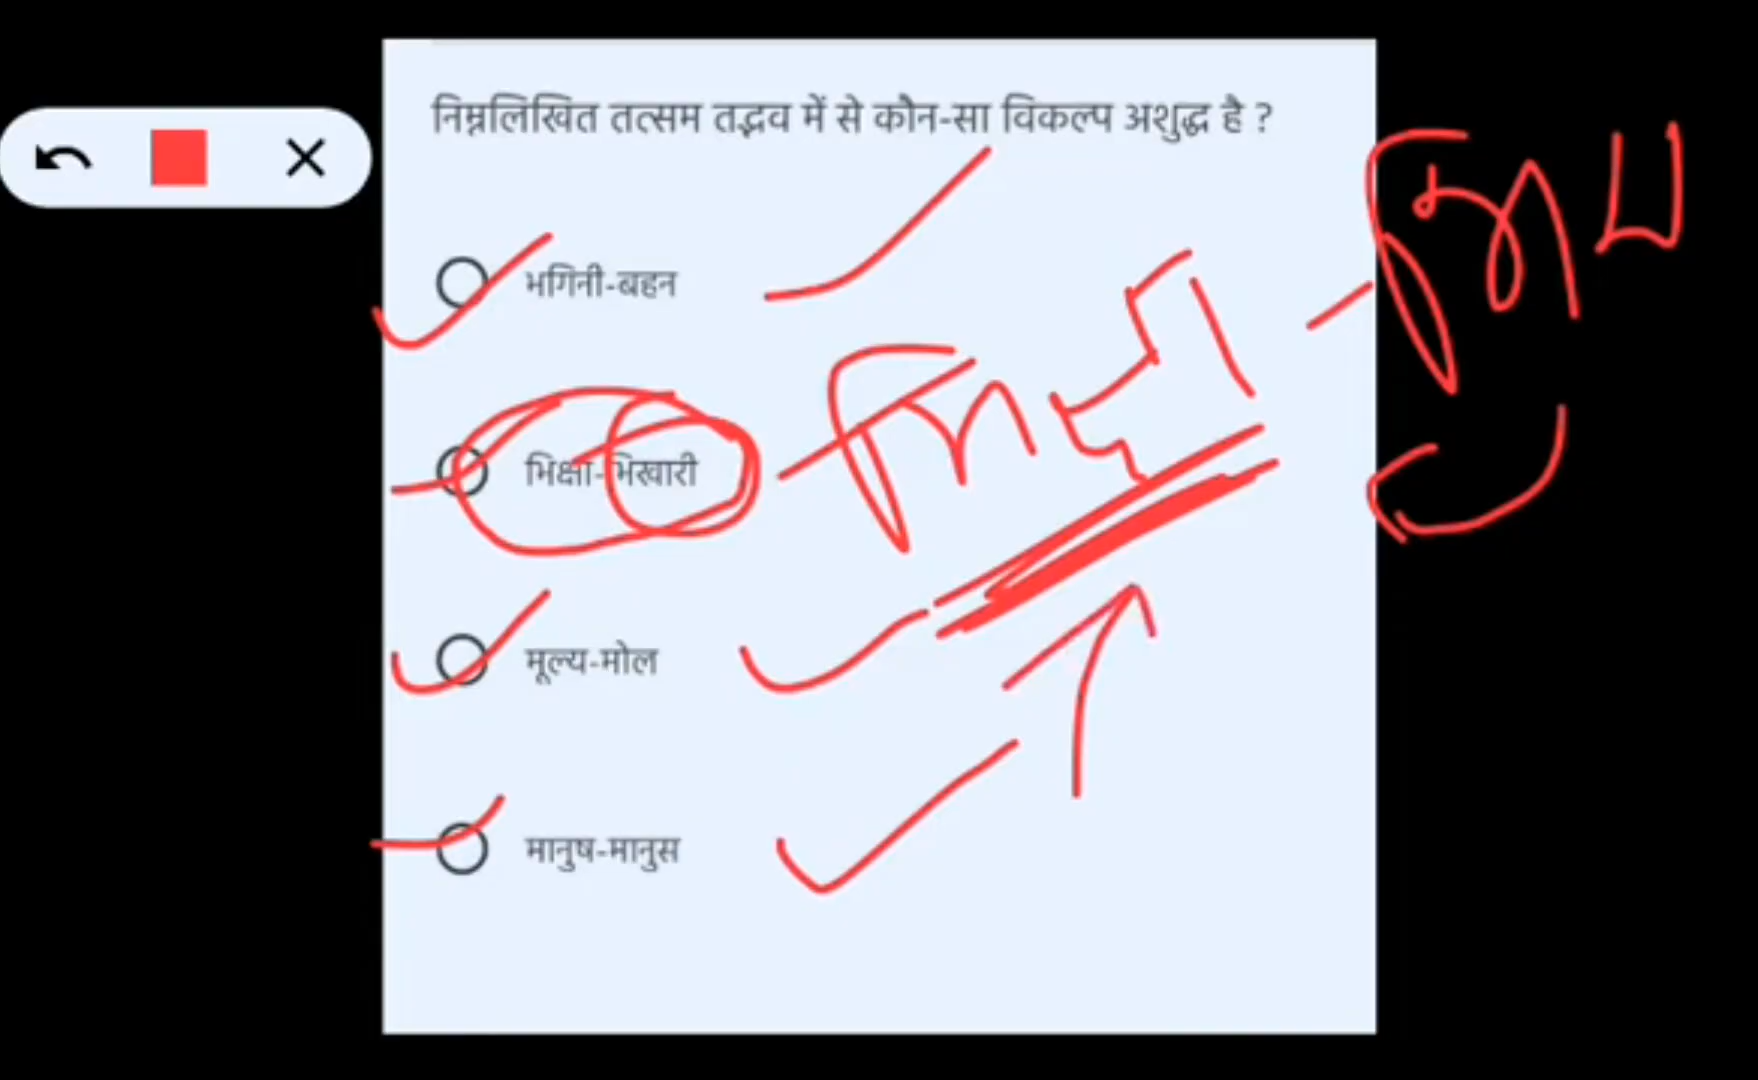 निम्नलिखित तत्सम तद्भव में से कौन-सा विकल्प अशुद्ध है ?
भगिनी-बहन
भिक्षा-भिखारी
मूल्य-मोल
मानुष-मानुस